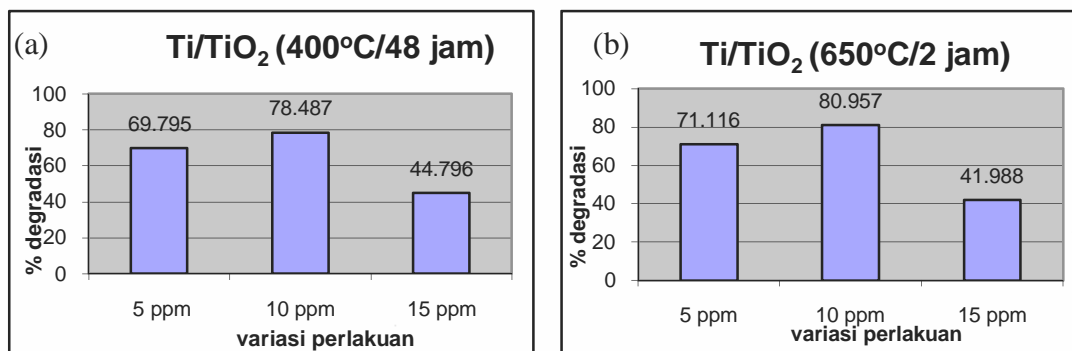 (a)
Ti/TiO₂ (400°C/48 jam)
% degradasi
100
80
60
40
20
0
69.795
78.487
44.796
5 ppm 10 ppm 15 ppm
variasi perlakuan
(b)
Ti/TiO₂ (650°C/2 jam)
% degradasi
100
80
60
40
20
0
71.116
80.957
41.988
5 ppm 10 ppm 15 ppm
variasi perlakuan